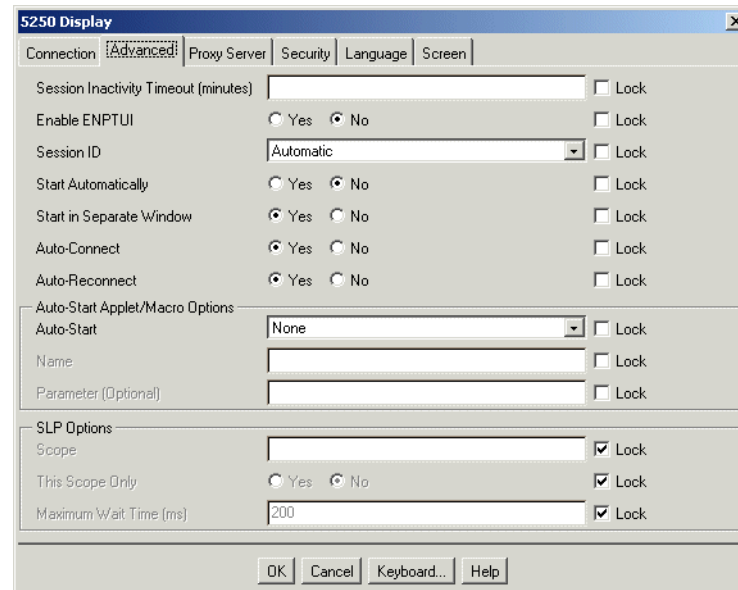 5250 Display
Connection Advanced Proxy Server Security Language Screen
Session Inactivity Timeout (minutes) Lock
Enable ENPTUI Yes No Lock
Session ID Automatic Lock
Start Automatically Yes No Lock
Start in Separate Window Yes No Lock
Auto-Connect Yes No Lock
Auto-Reconnect Yes No Lock
Auto-Start Applet/Macro Options
Auto-Start None Lock
Name Lock
Parameter (Optional) Lock
SLP Options
Scope Lock
This Scope Only Yes No Lock
Maximum Wait Time (ms) 200 Lock
OK Cancel Keyboard... Help